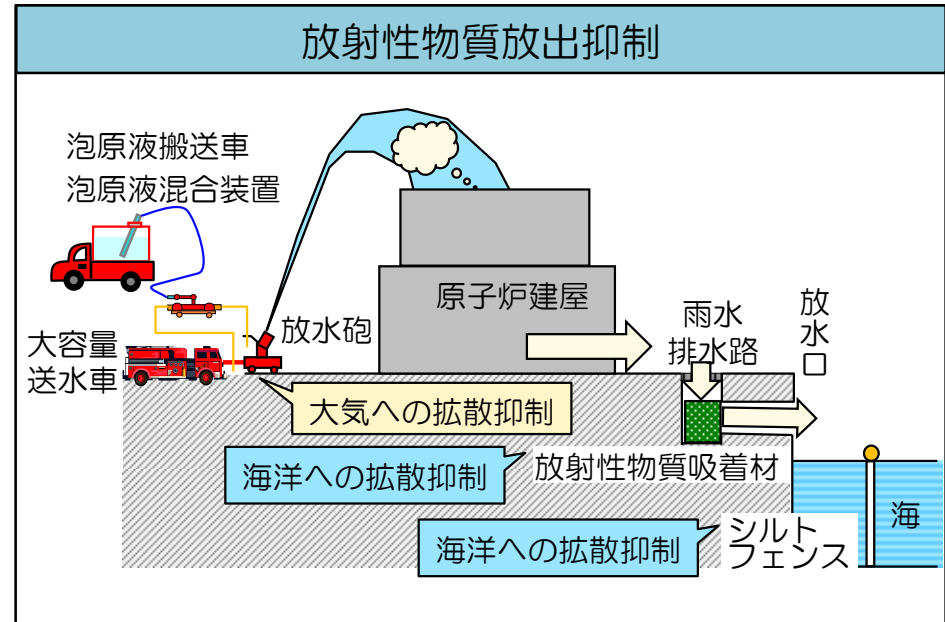 放射性物質放出抑制
泡原液搬送車
泡原液混合装置
大容量
送水車
放水砲
原子炉建屋
雨水
排水路
放
水
口
大気への拡散抑制
海洋への拡散抑制
放射性物質吸着材
海洋への拡散抑制
シルト
フェンス
海